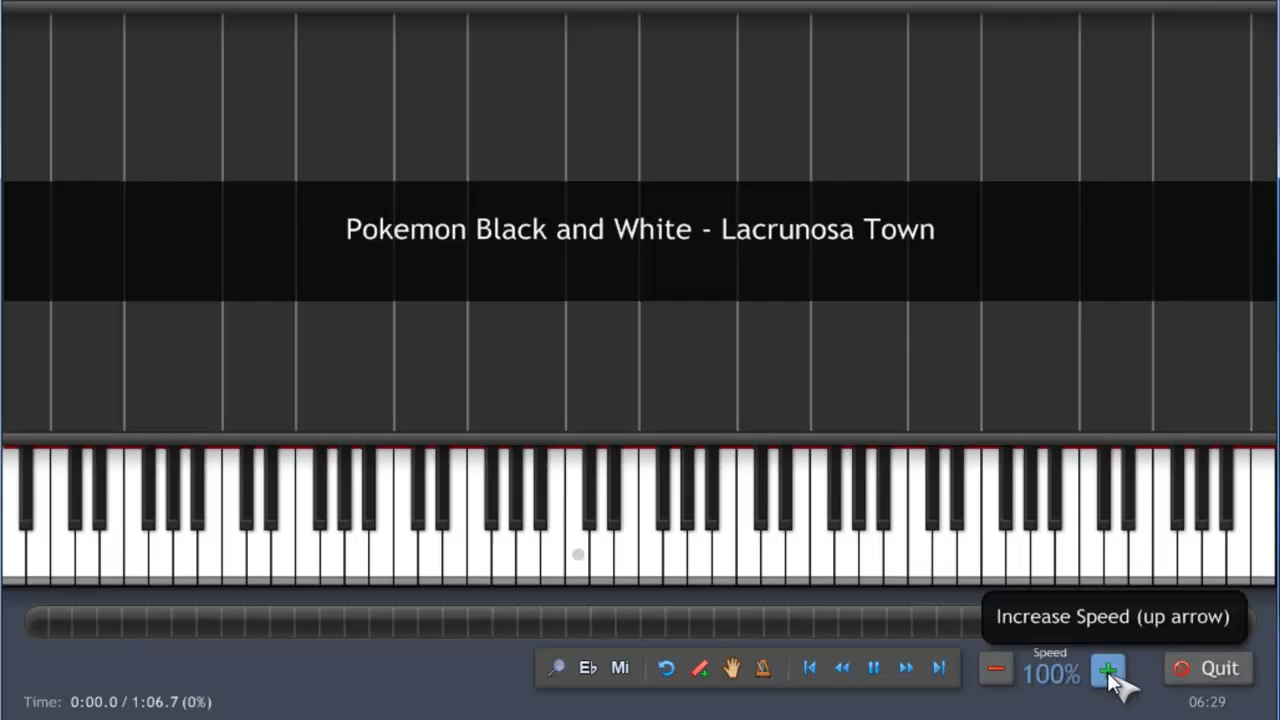 Pokemon Black and White - Lacrunosa Town
Increase Speed (up arrow)
Eb Mi
Speed
100%
Quit
Time: 0:00.0 / 1:06.7 (0%)
06:29